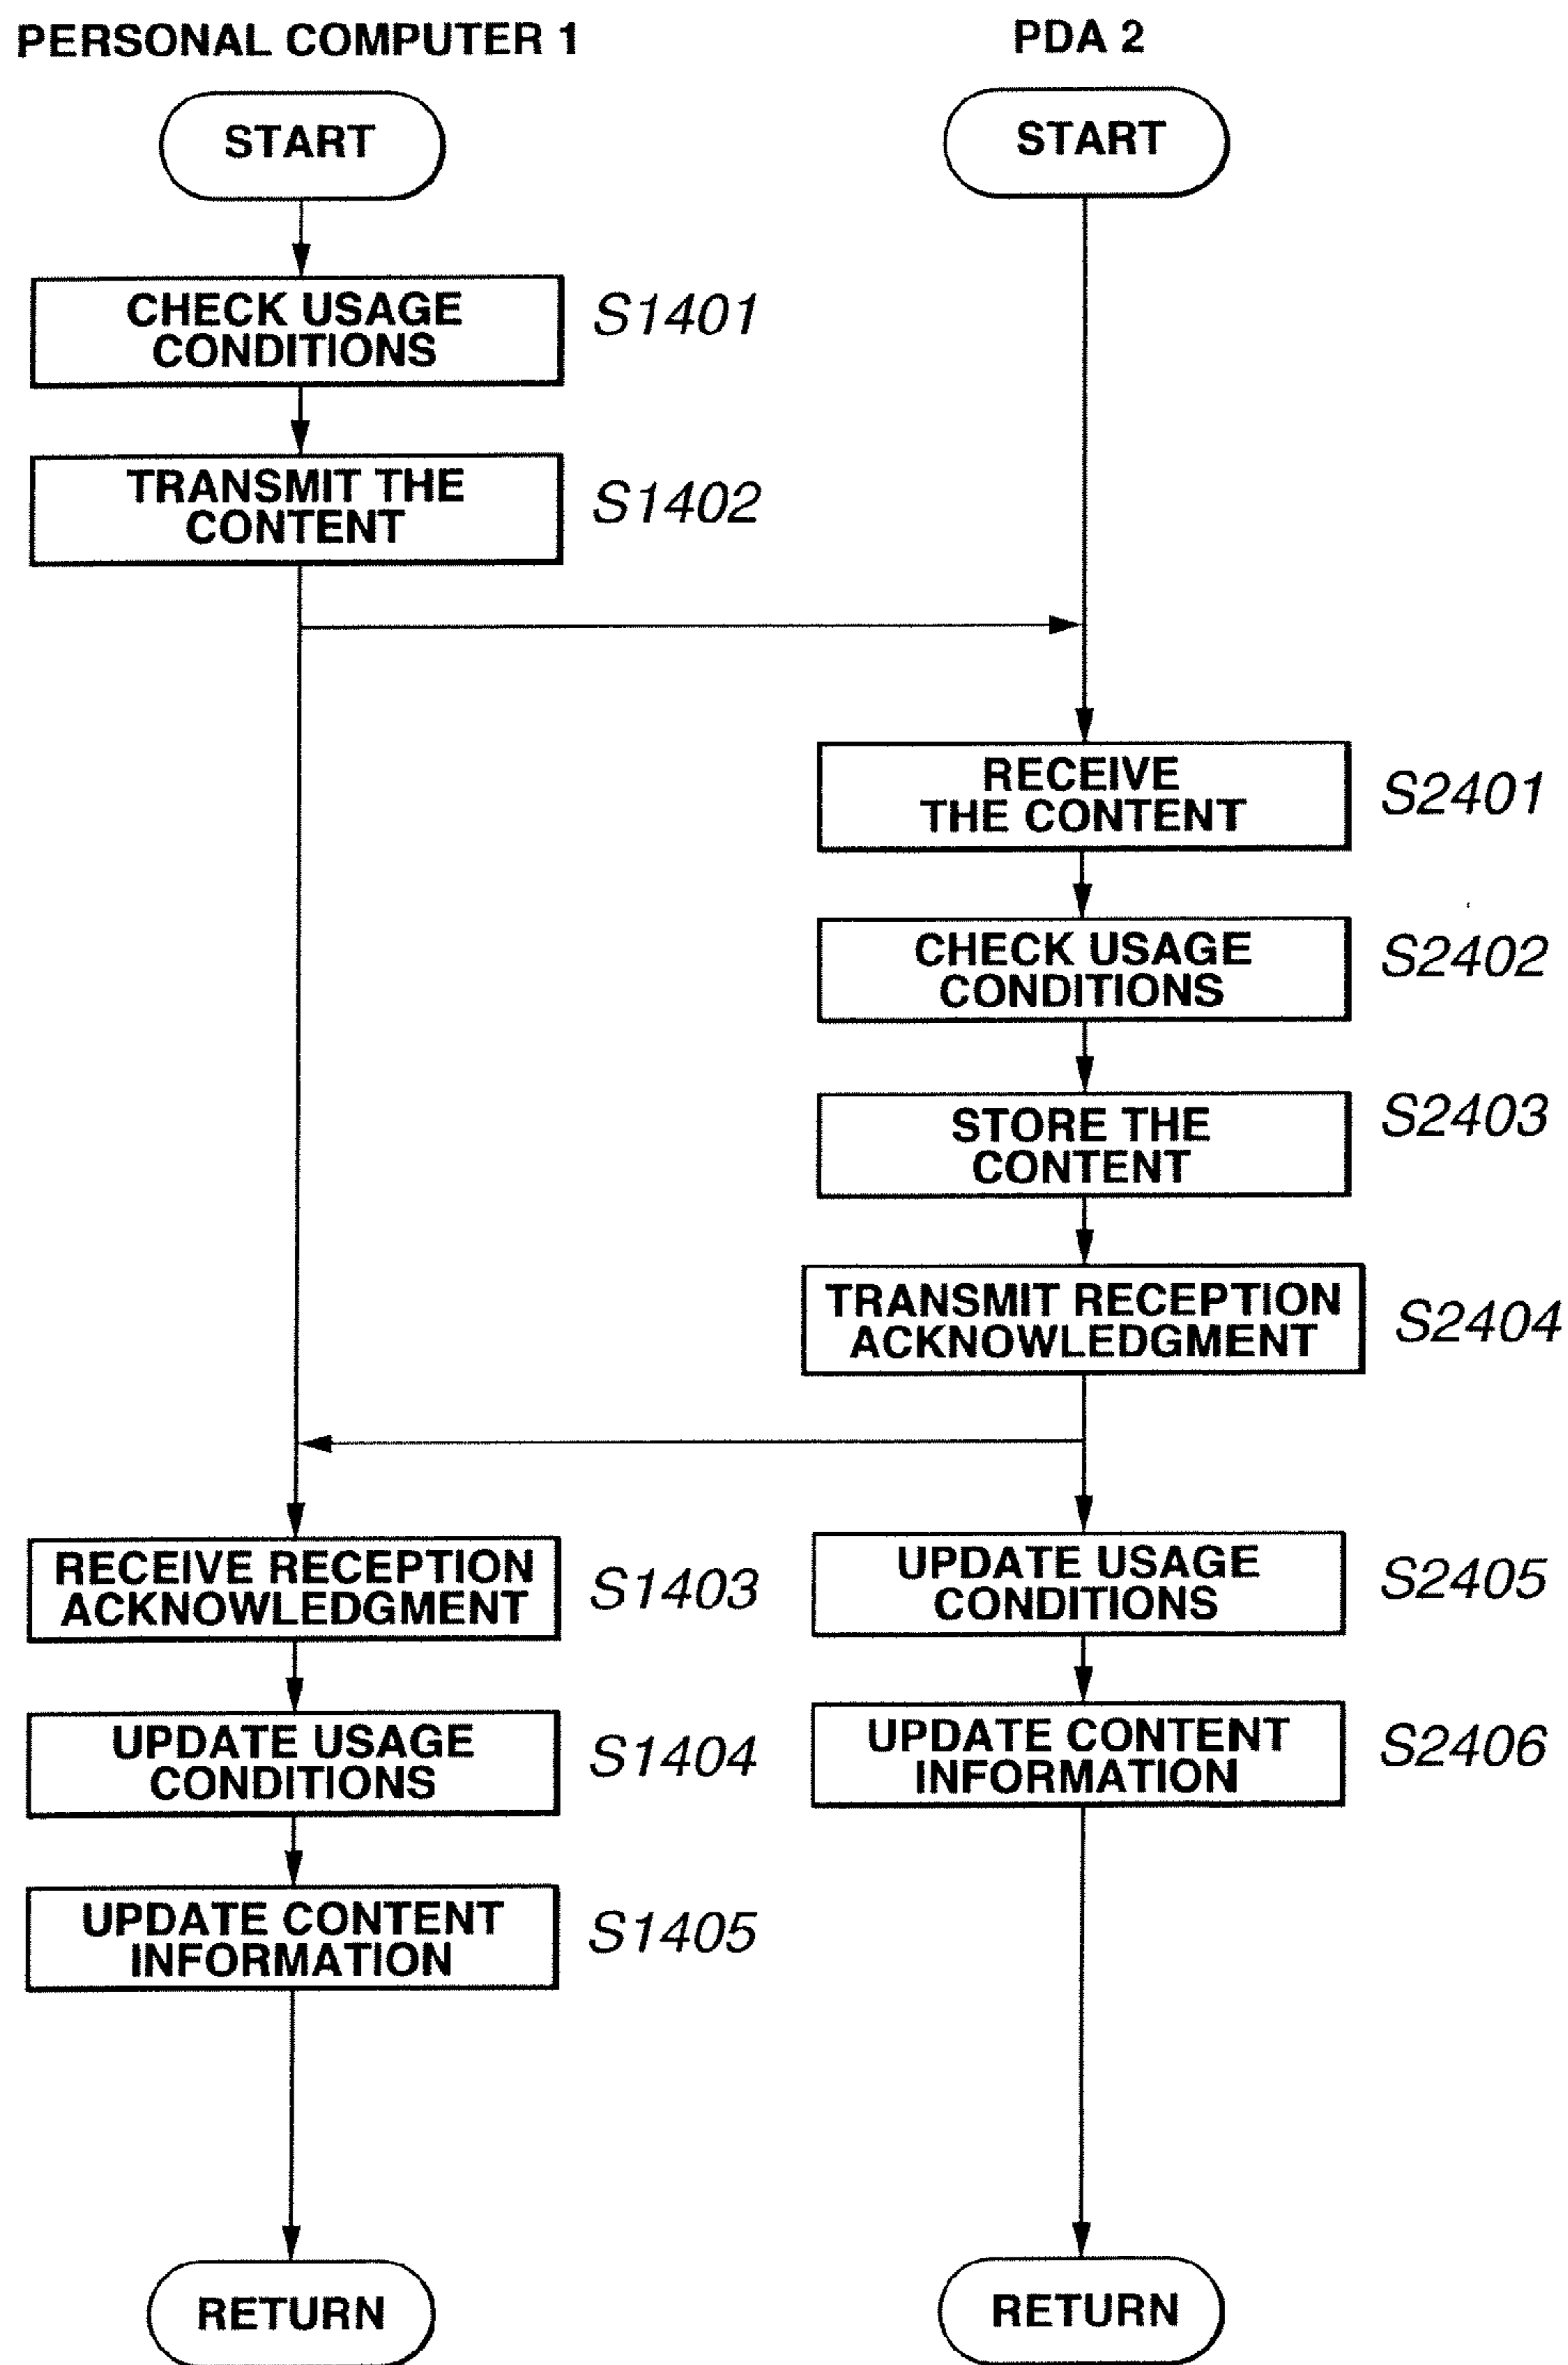 PERSONAL COMPUTER 1
PDA 2
START
START
CHECK USAGE
CONDITIONS
S1401
TRANSMIT THE
CONTENT
S1402
RECEIVE
THE CONTENT
S2401
CHECK USAGE
CONDITIONS
S2402
STORE THE
CONTENT
S2403
TRANSMIT RECEPTION
ACKNOWLEDGMENT
S2404
RECEIVE RECEPTION
ACKNOWLEDGMENT
S1403
UPDATE USAGE
CONDITIONS
S2405
UPDATE USAGE
CONDITIONS
S1404
UPDATE CONTENT
INFORMATION
S2406
UPDATE CONTENT
INFORMATION
S1405
RETURN
RETURN